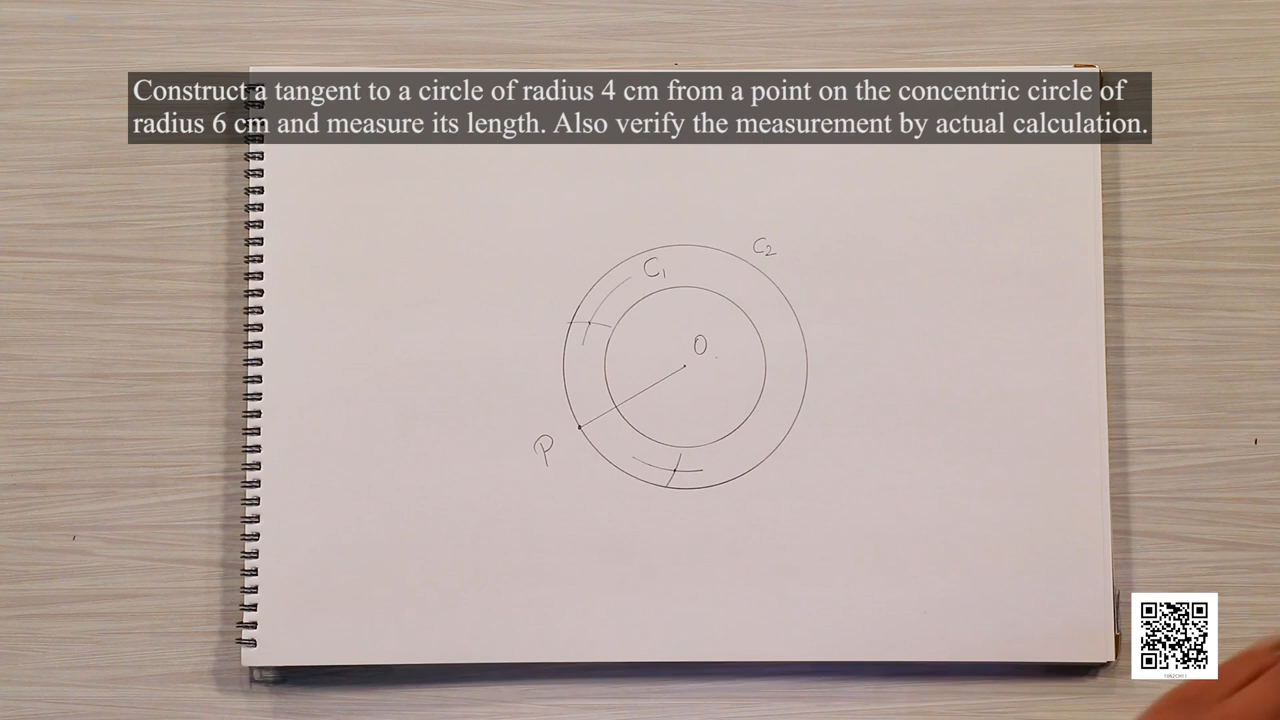 Construct a tangent to a circle of radius 4 cm from a point on the concentric circle of
radius 6 cm and measure its length. Also verify the measurement by actual calculation.
C₂
C₁
O
P